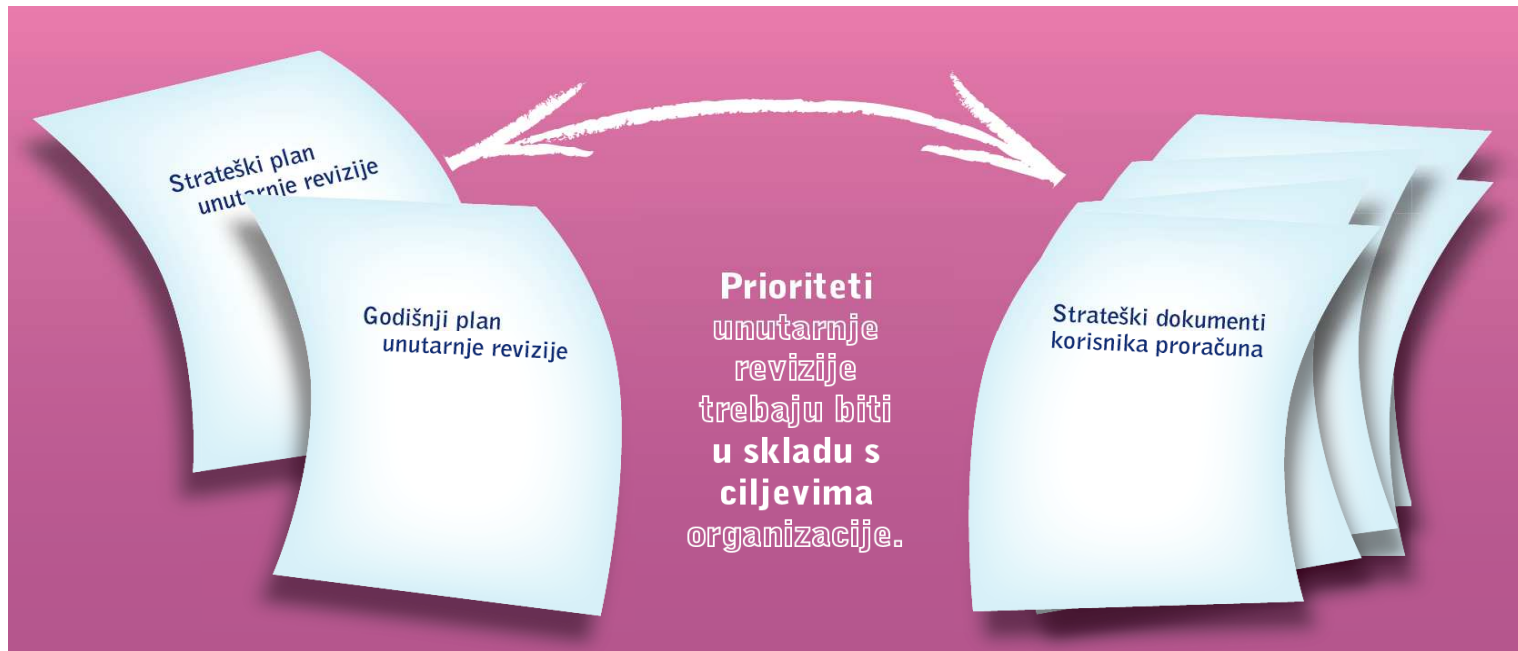 Strateški plan
unutarnje revizije
Godišnji plan
unutarnje revizije
Prioriteti
unutarnje
revizije
trebaju biti
u skladu s
ciljevima
organizacije.
Strateški dokumenti
korisnika proračuna